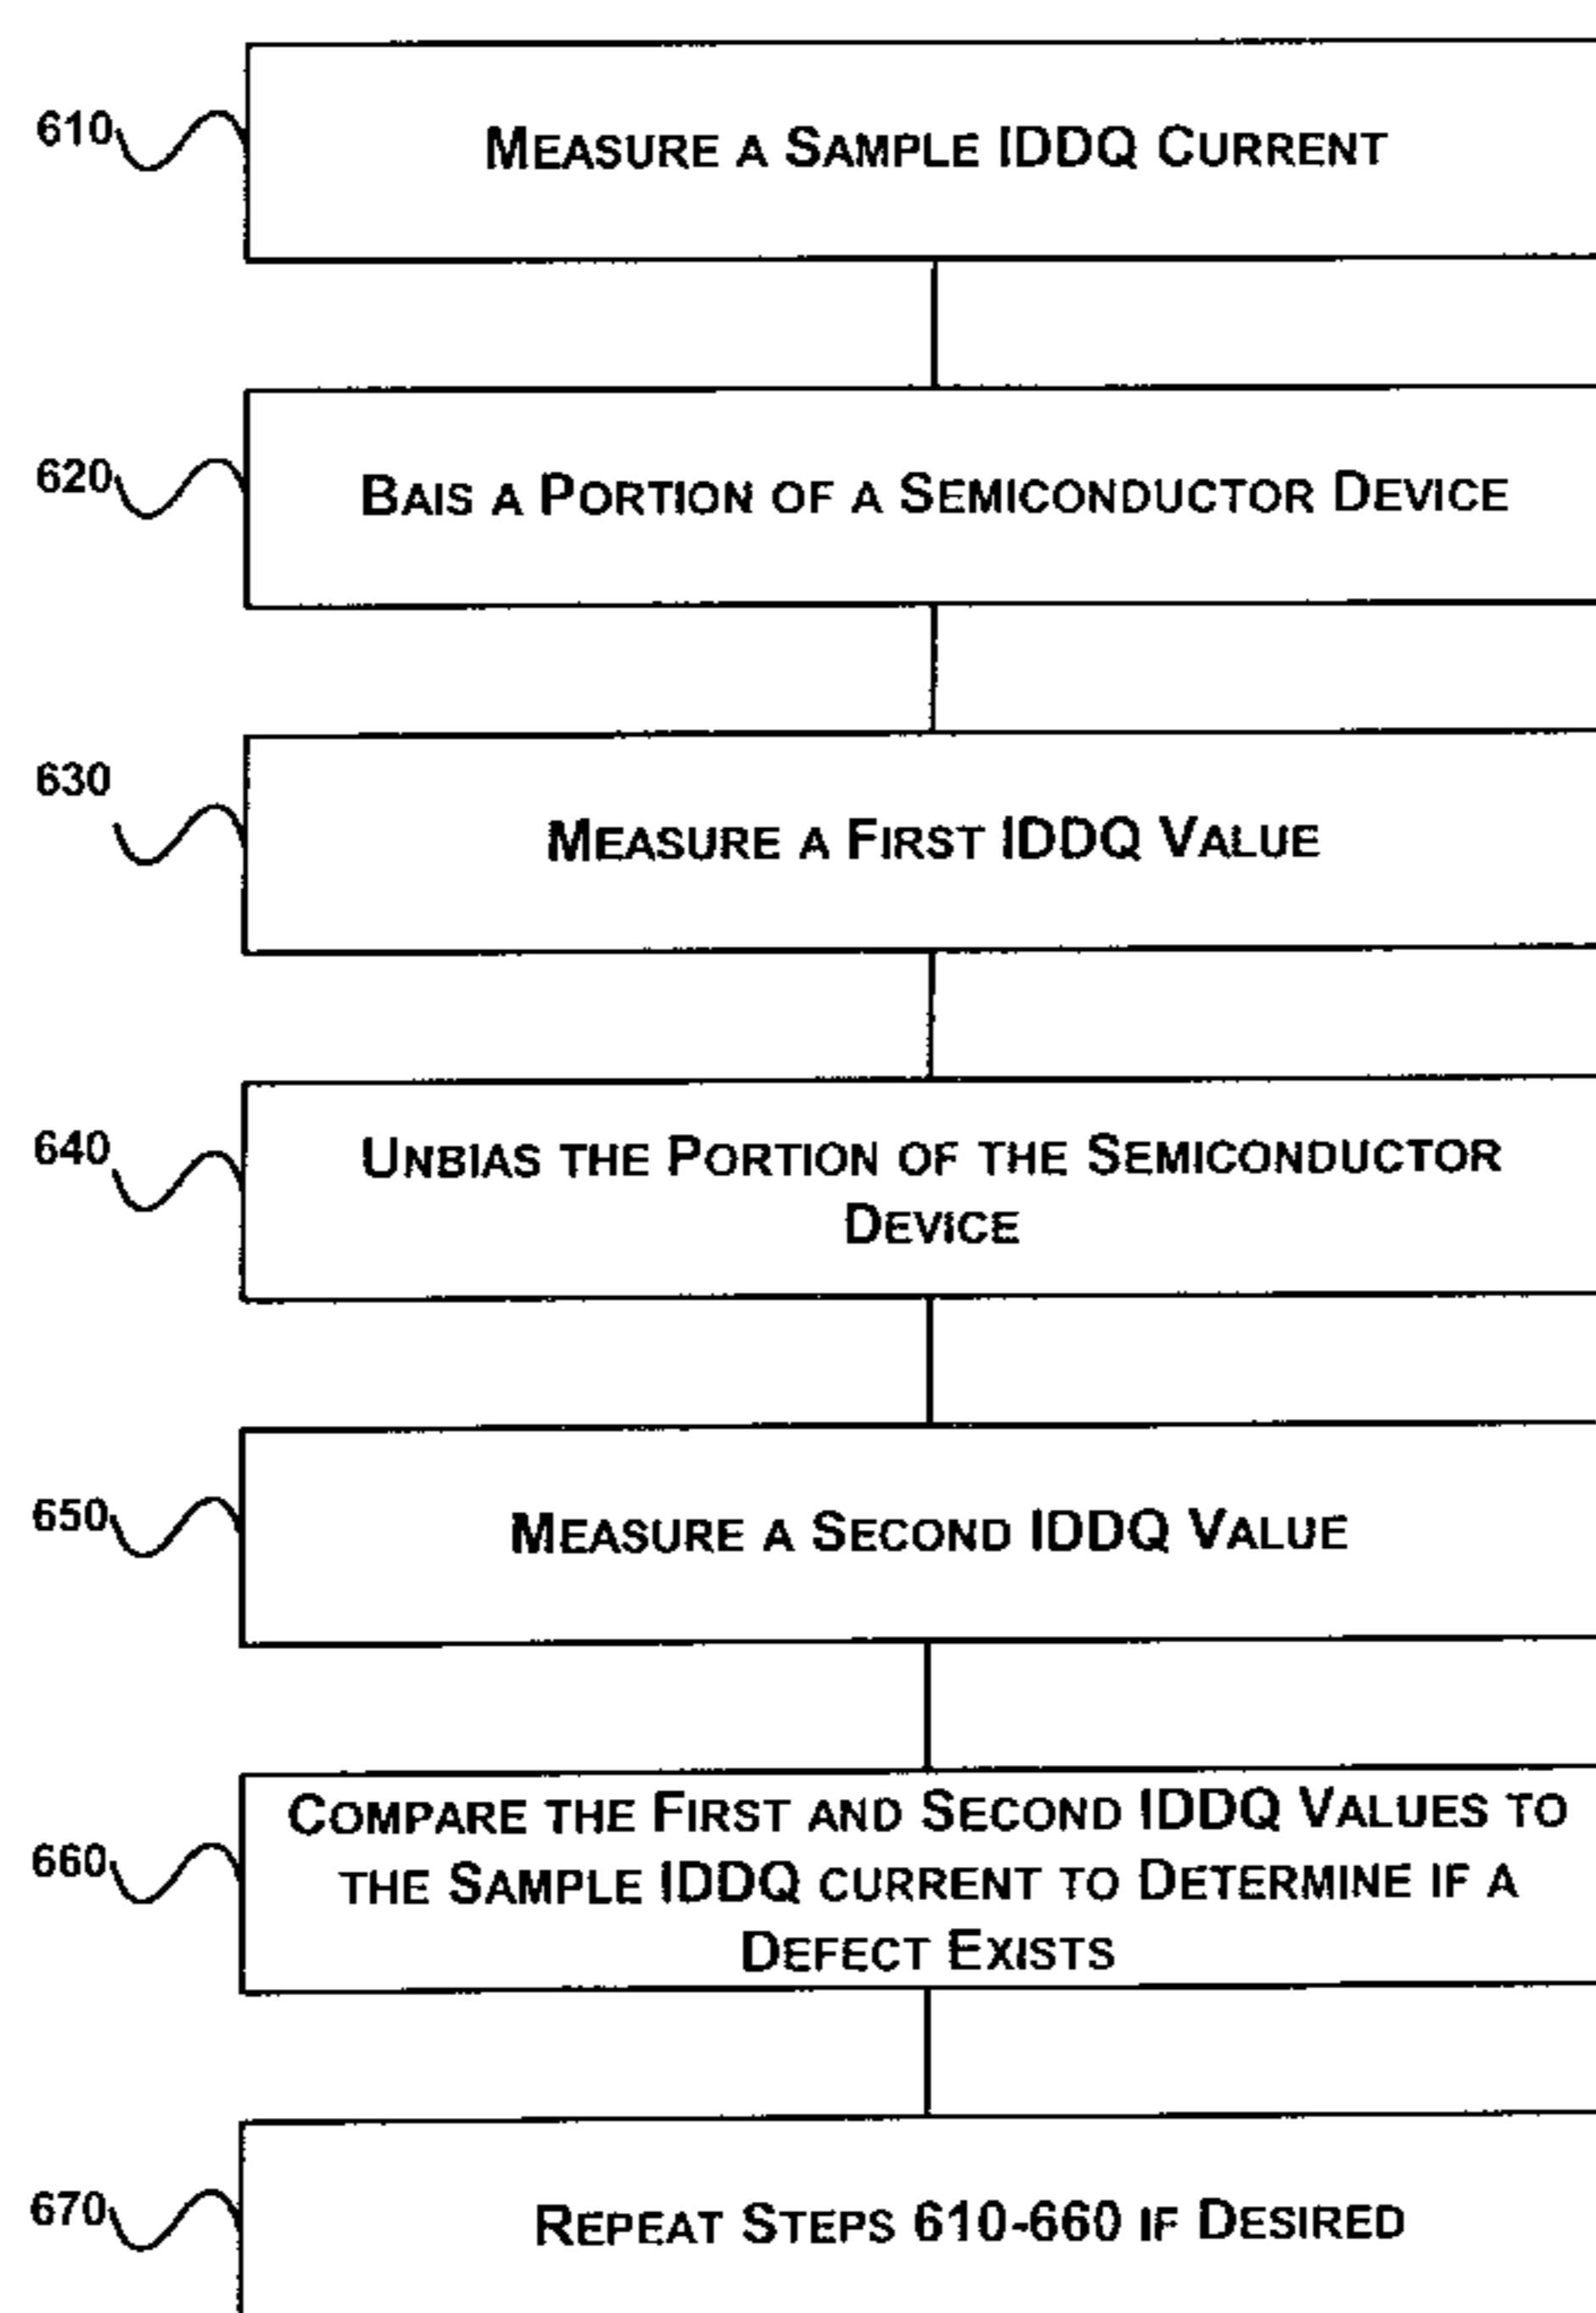 610 MEASURE A SAMPLE IDDQ CURRENT
620 BAIS A PORTION OF A SEMICONDUCTOR DEVICE
630 MEASURE A FIRST IDDQ VALUE
640 UNBIAS THE PORTION OF THE SEMICONDUCTOR
DEVICE
650 MEASURE A SECOND IDDQ VALUE
660 COMPARE THE FIRST AND SECOND IDDQ VALUES TO
THE SAMPLE IDDQ CURRENT TO DETERMINE IF A
DEFECT EXISTS
670 REPEAT STEPS 610-660 IF DESIRED